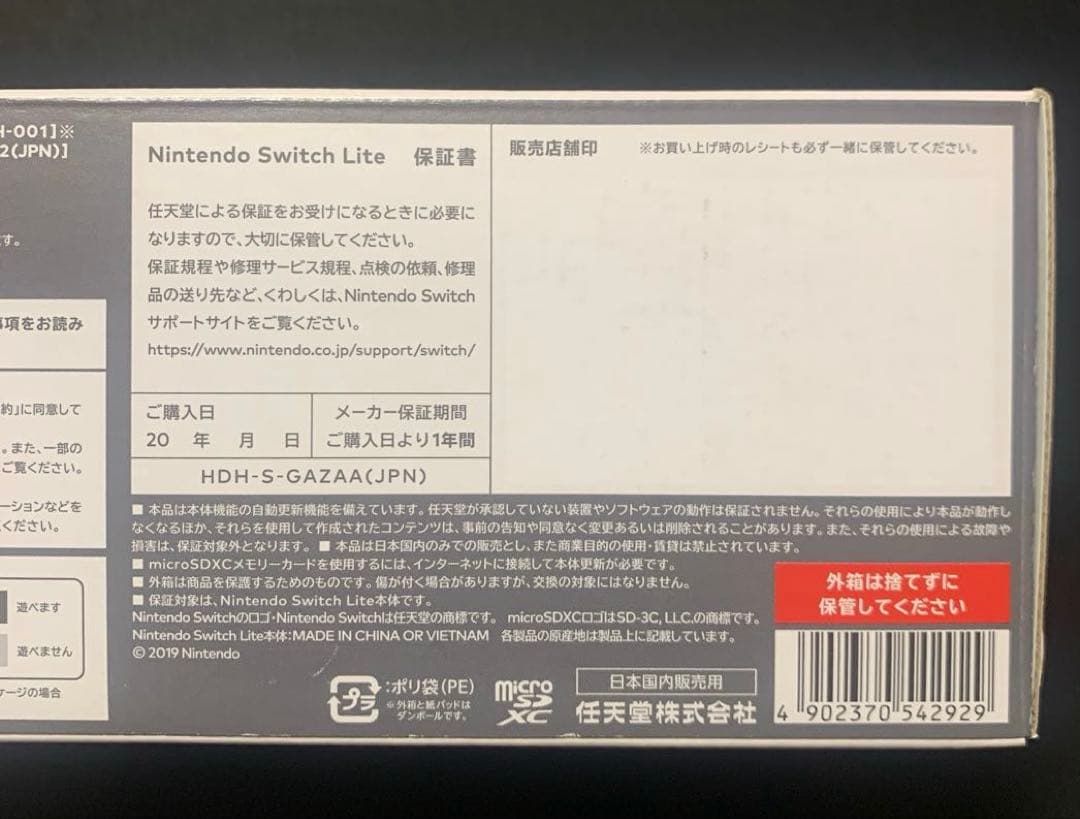 H-001]※
2(JPN)]
す。
事項をお読み
約」に同意して
。また、一部の
ご覧ください。
ーションなどを
ください。
遊べます
遊べません
ケージの場合
Nintendo Switch Lite 保証書
任天堂による保証をお受けになるときに必要に
なりますので、大切に保管してください。
保証規程や修理サービス規程、点検の依頼、修理
品の送り先など、くわしくは、Nintendo Switch
サポートサイトをご覧ください。
https://www.nintendo.co.jp/support/switch/
ご購入日
20 年 月 日
メーカー保証期間
ご購入日より1年間
HDH-S-GAZAA(JPN)
販売店舗印 ※お買い上げ時のレシートも必ず一緒に保管してください。
■ 本品は本体機能の自動更新機能を備えています。任天堂が承認していない装置やソフトウェアの動作は保証されません。それらの使用により本品が動作し
なくなるほか、それらを使用して作成されたコンテンツは、事前の告知や同意なく変更あるいは削除されることがあります。また、それらの使用による故障や
損害は、保証対象外となります。 ■ 本品は日本国内のみでの販売とし、また商業目的の使用・賃貸は禁止されています。
■ microSDXCメモリーカードを使用するには、インターネットに接続して本体更新が必要です。
■ 外箱は商品を保護するためのものです。傷が付く場合がありますが、交換の対象にはなりません。
■ 保証対象は、Nintendo Switch Lite本体です。
Nintendo Switchのロゴ・Nintendo Switchは任天堂の商標です。 microSDXCロゴはSD-3C, LLC.の商標です。
Nintendo Switch Lite本体:MADE IN CHINA OR VIETNAM 各製品の原産地は製品上に記載しています。
© 2019 Nintendo
外箱は捨てずに
保管してください
プラ
:ポリ袋(PE)
※外箱と紙パッドは
ダンボールです。
micro
SD
XC
日本国内販売用
任天堂株式会社
4 902370 542929